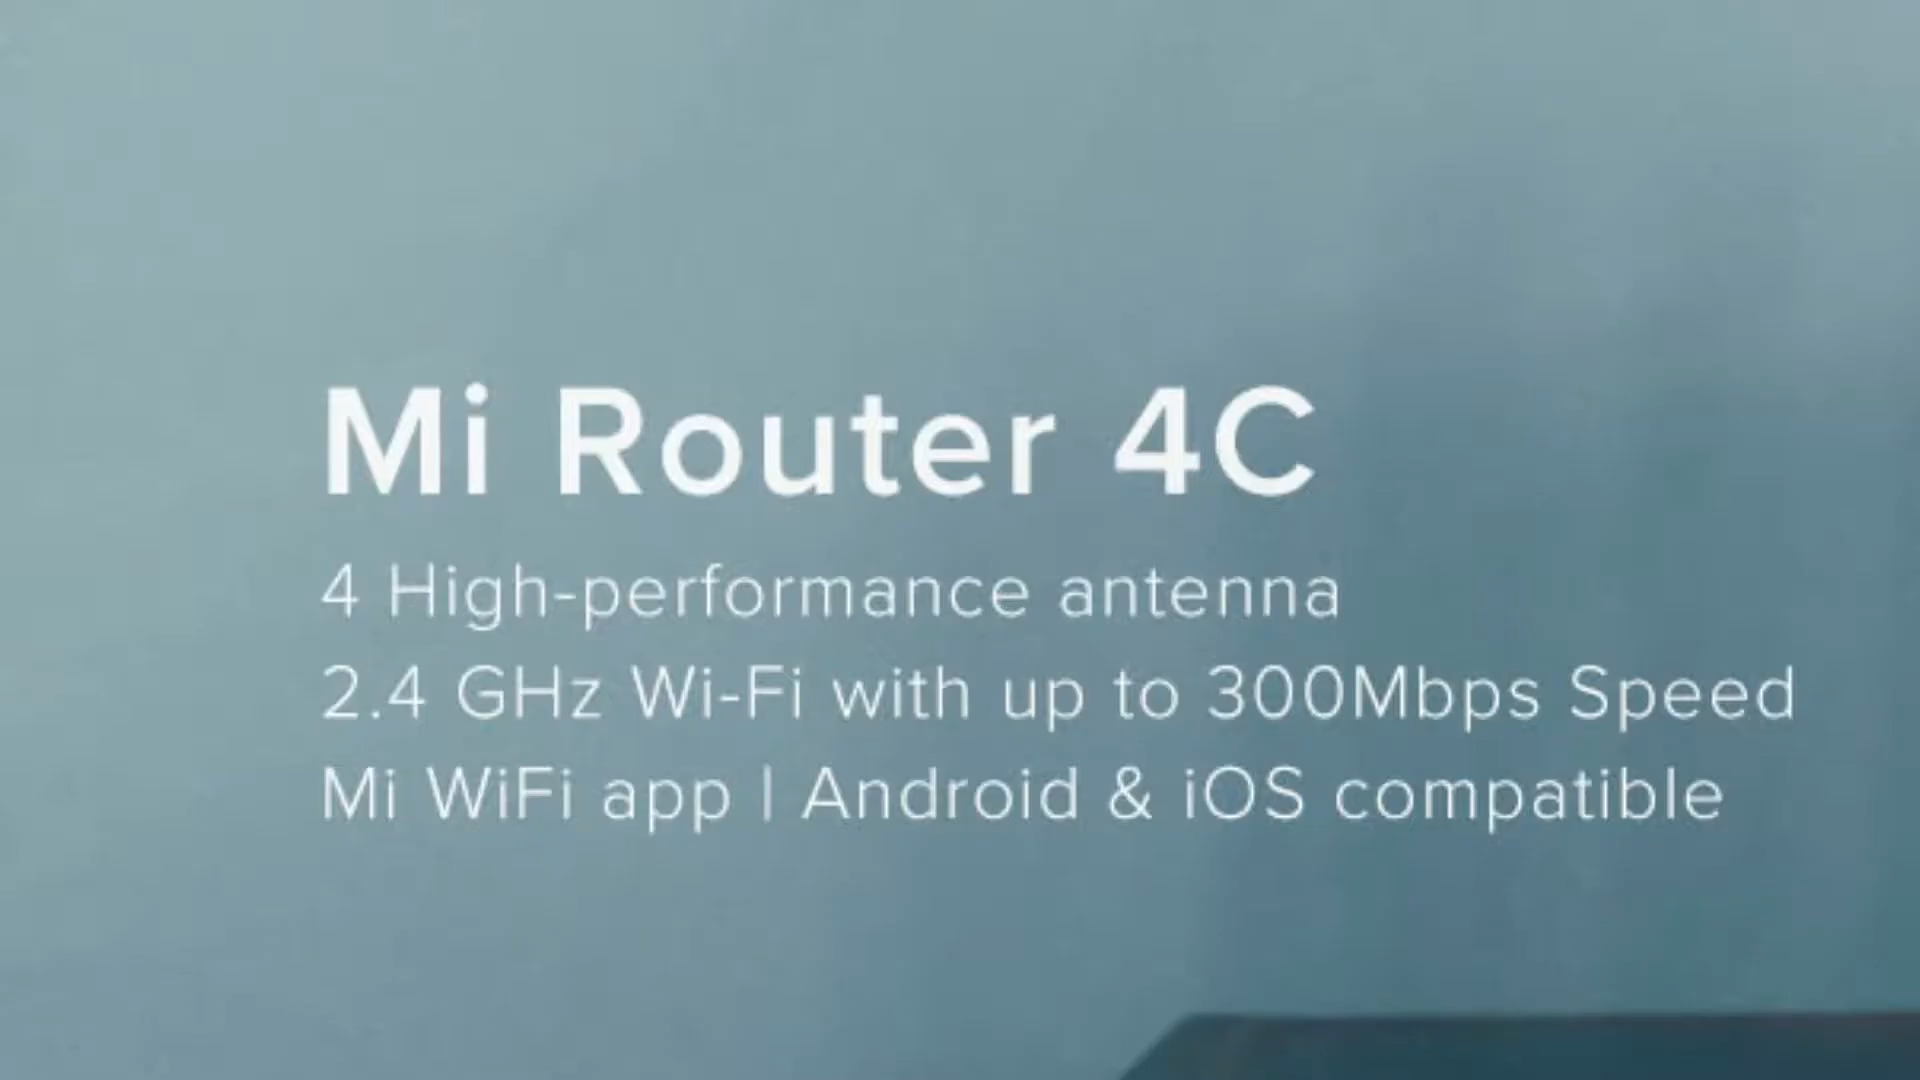 Mi Router 4C
4 High-performance antenna
2.4 GHz Wi-Fi with up to 300Mbps Speed
Mi WiFi app | Android & iOS compatible